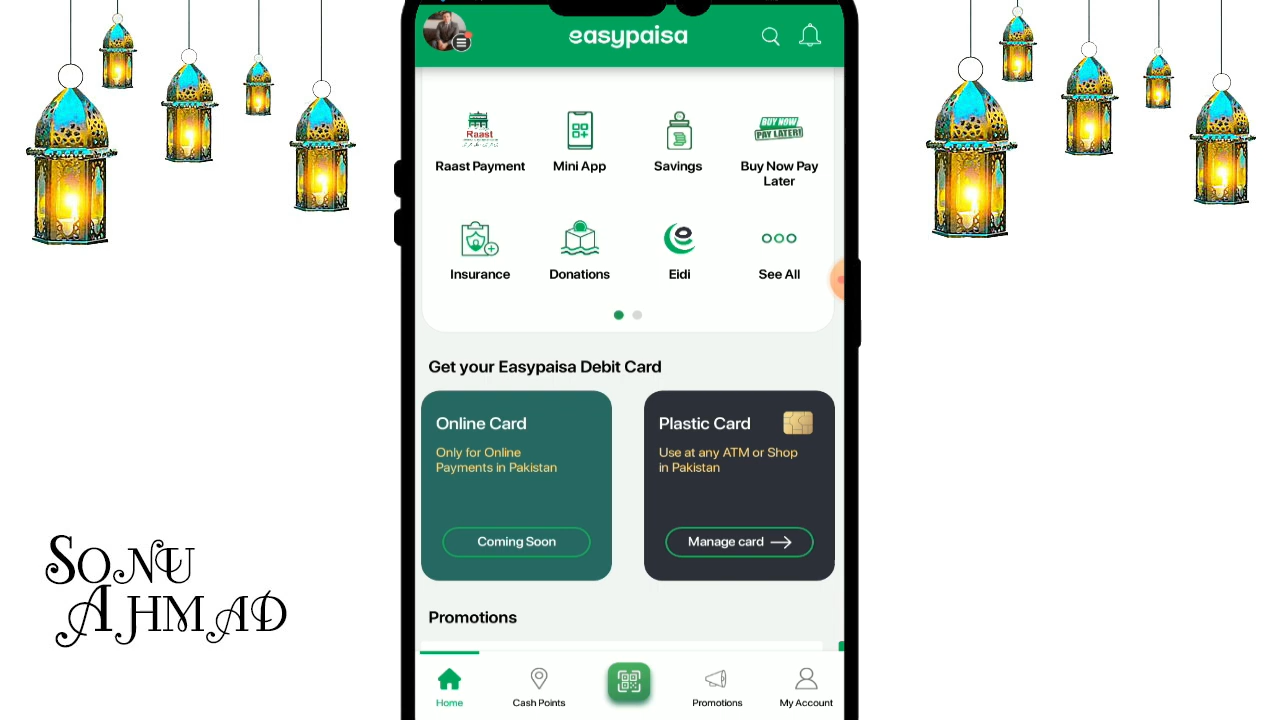 easypaisa
Raast
Raast Payment
Mini App
Savings
BUY NOW
PAY LATER!
Buy Now Pay
Later
Insurance
Donations
Eidi
See All
Get your Easypaisa Debit Card
Online Card
Only for Online
Payments in Pakistan
Coming Soon
Plastic Card
Use at any ATM or Shop
in Pakistan
Manage card
Promotions
Home
Cash Points
Promotions
My Account
SONU
AHMAD